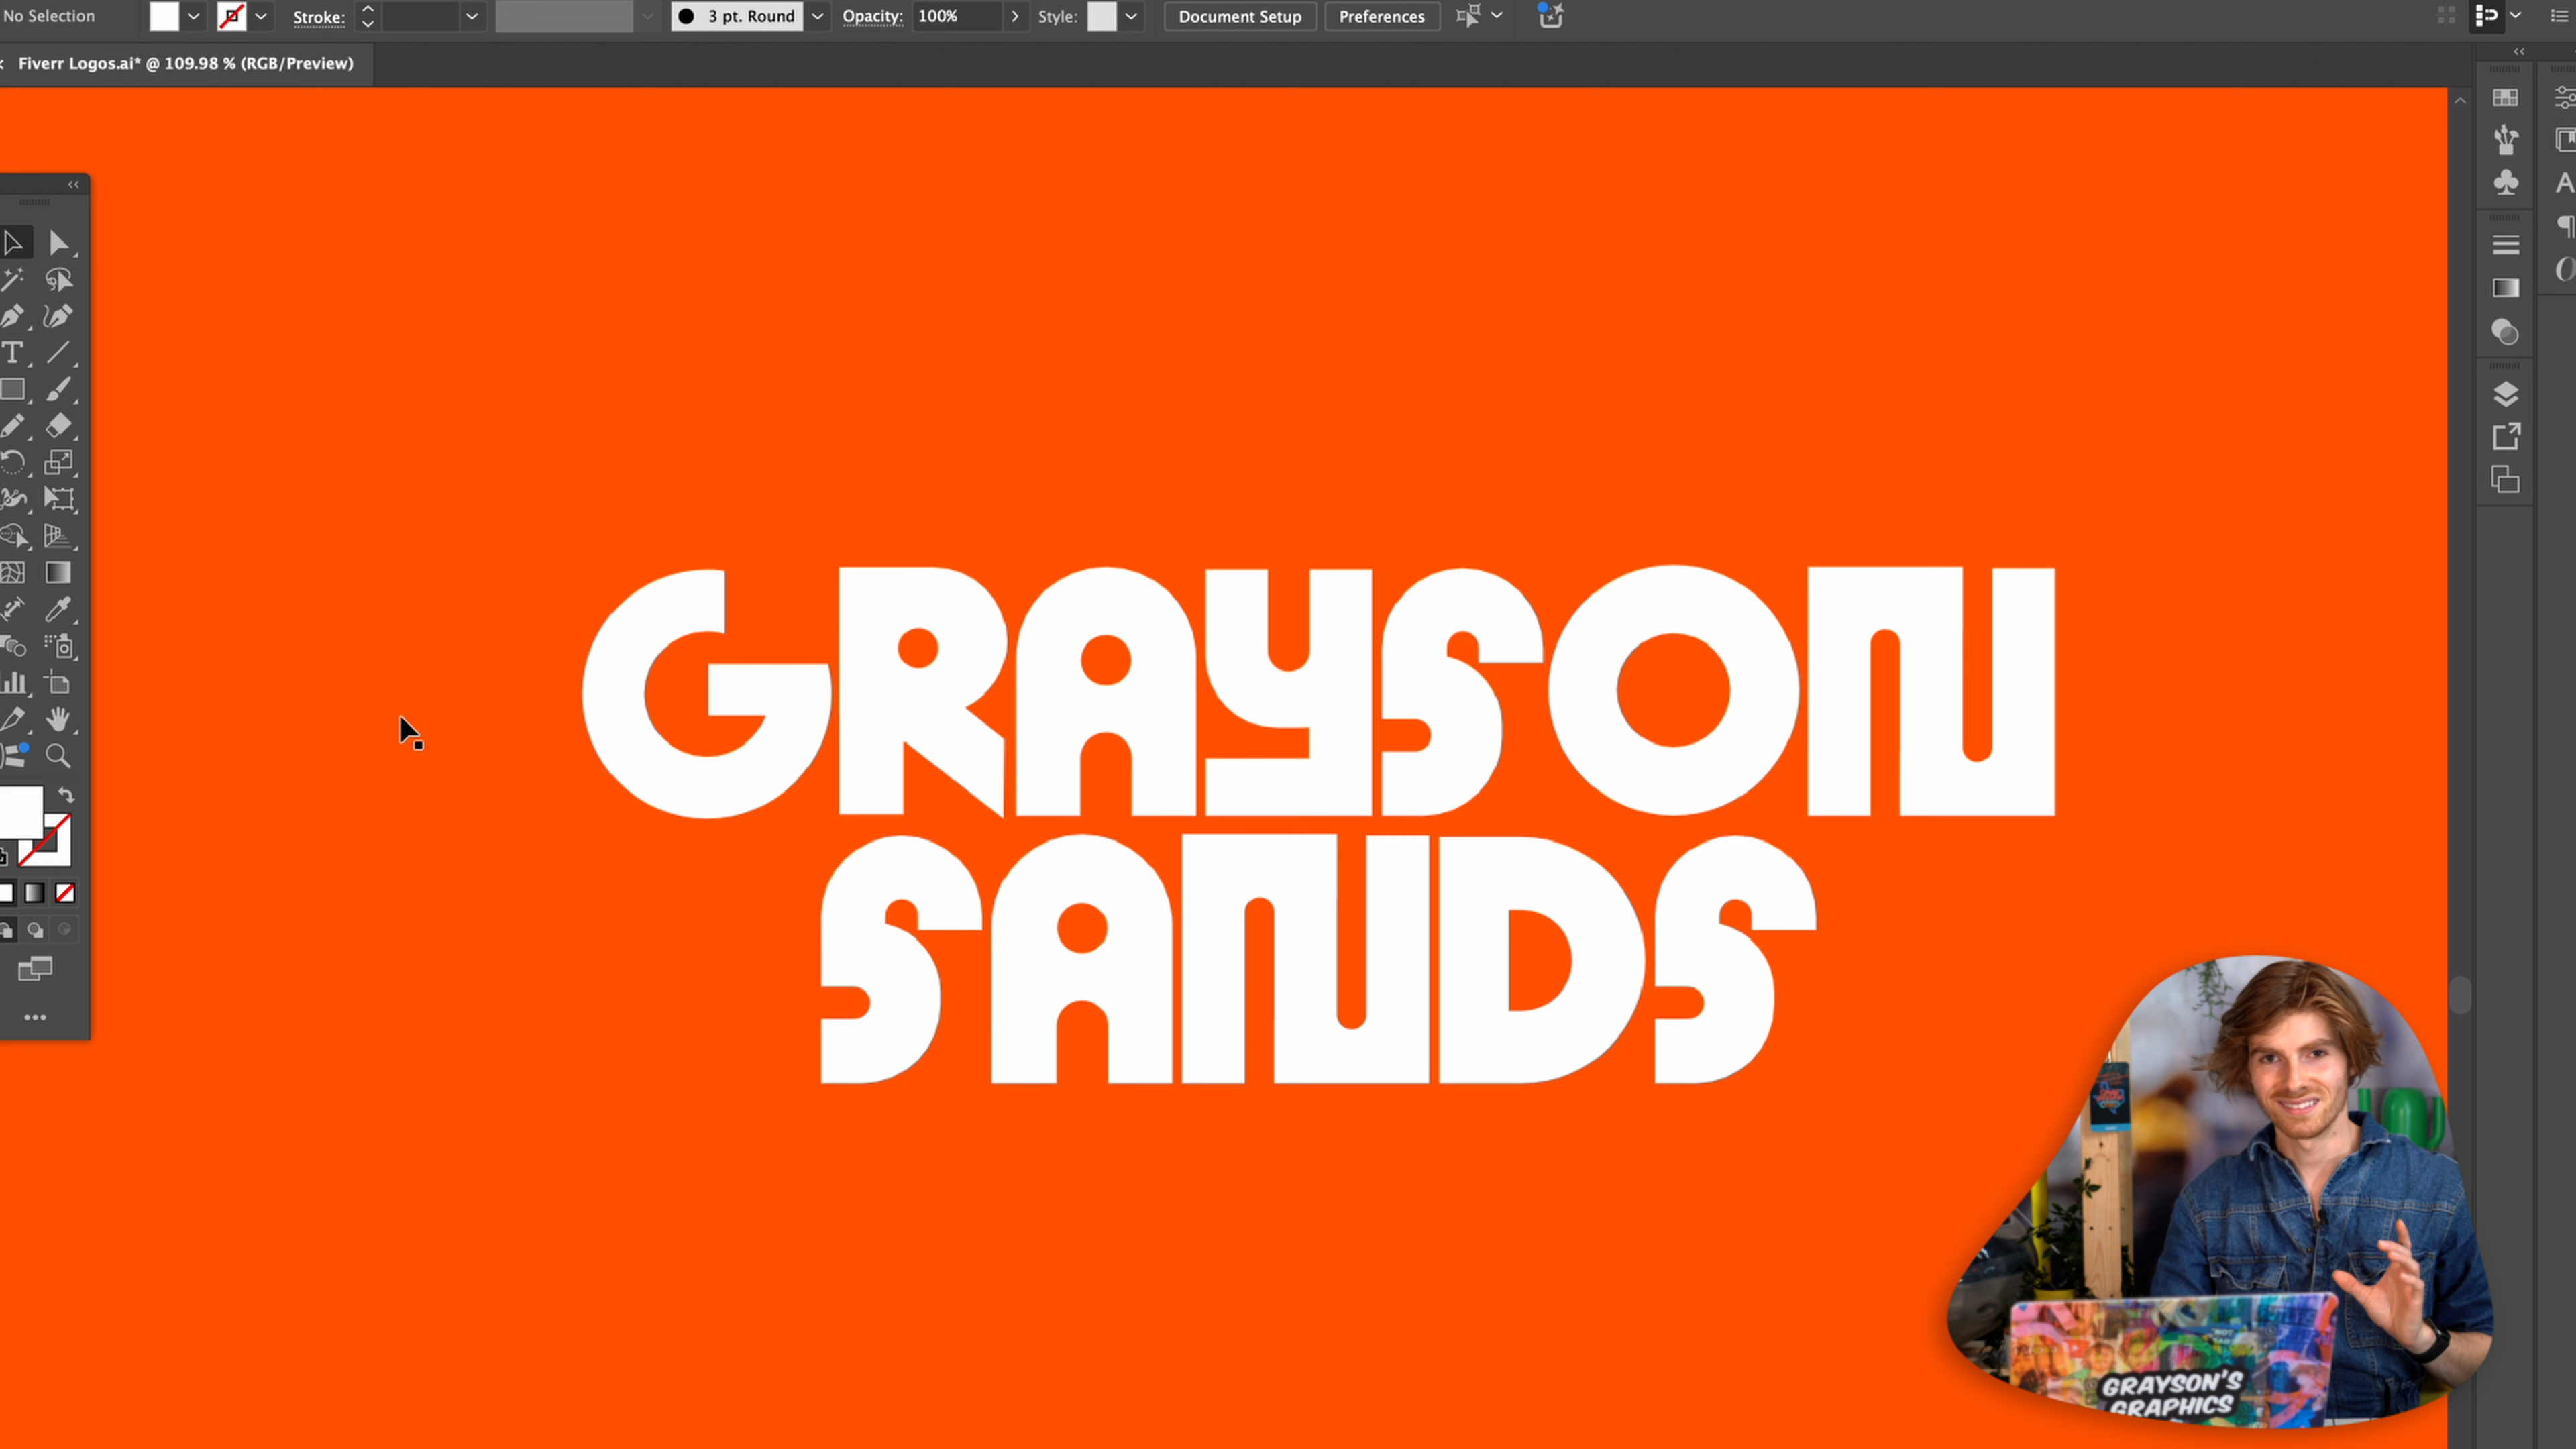 No Selection
Stroke:
3 pt. Round
Opacity:
100%
Style:
Document Setup
Preferences
Fiverr Logos.ai* @ 109.98 % (RGB/Preview)
GRAYSON
SANDS
GRAYSON'S
GRAPHICS